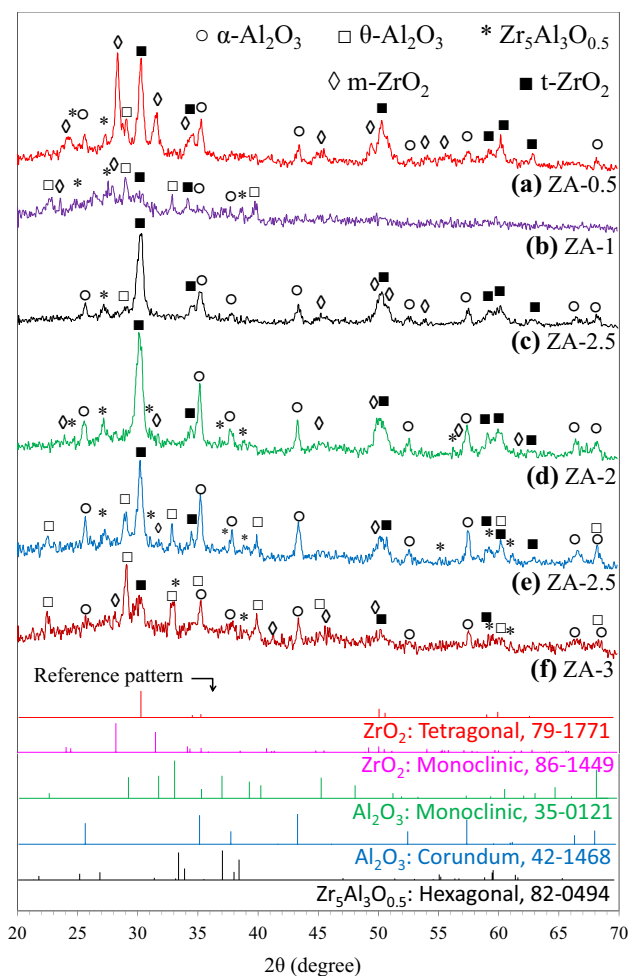 ○ α-Al₂O₃ □ θ-Al₂O₃ * Zr₅Al₃O₀.₅
◊ m-ZrO₂ ■ t-ZrO₂
(a) ZA-0.5
(b) ZA-1
(c) ZA-2.5
(d) ZA-2
(e) ZA-2.5
(f) ZA-3
Reference pattern
ZrO₂: Tetragonal, 79-1771
ZrO₂: Monoclinic, 86-1449
Al₂O₃: Monoclinic, 35-0121
Al₂O₃: Corundum, 42-1468
Zr₅Al₃O₀.₅: Hexagonal, 82-0494
20 25 30 35 40 45 50 55 60 65 70
2θ (degree)